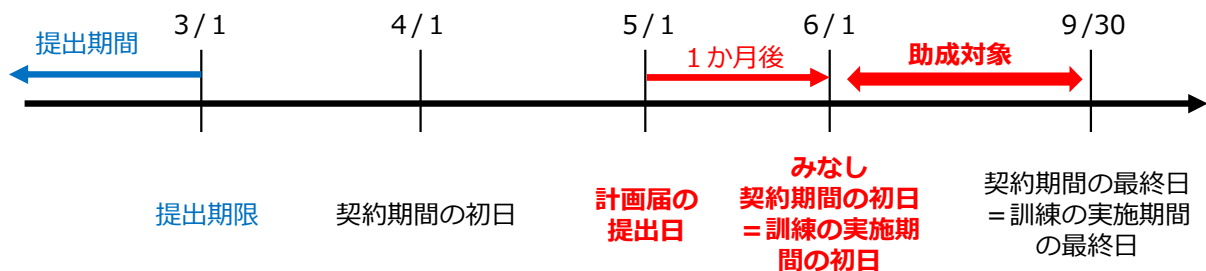 3/1
4/1
5/1
6/1
9/30
提出期間
１か月後
助成対象
提出期限
契約期間の初日
計画届の
提出日
みなし
契約期間の初日
＝訓練の実施期
間の初日
契約期間の最終日
＝訓練の実施期間
の最終日